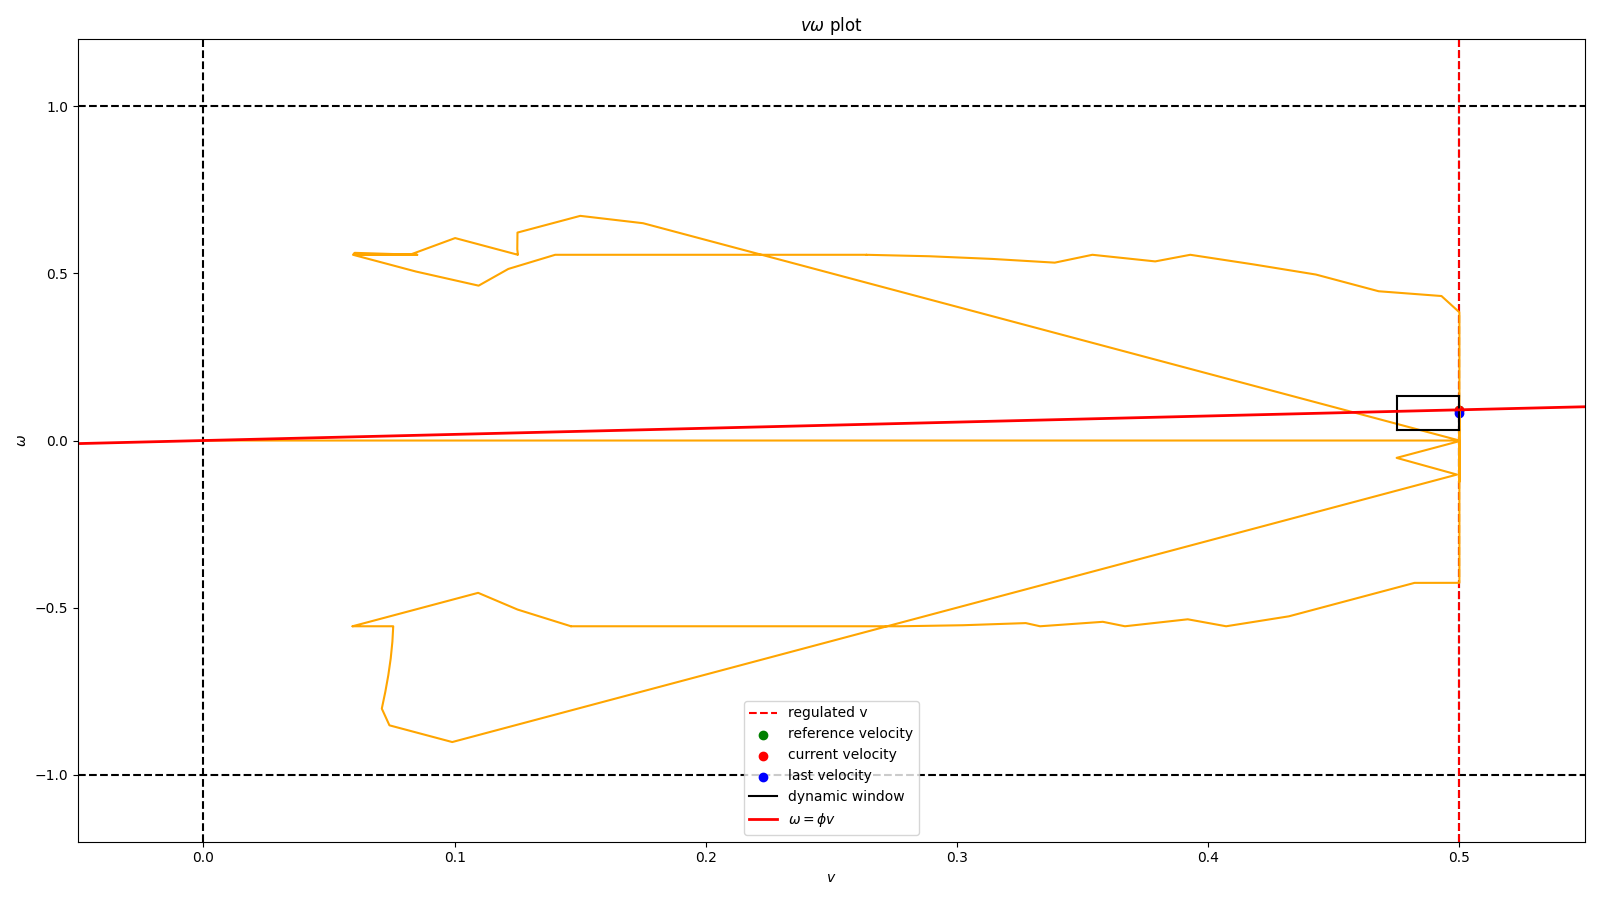 vω plot
1.0
0.5
0.0
−0.5
−1.0
ω
0.0 0.1 0.2 0.3 0.4 0.5
v
regulated v
reference velocity
current velocity
last velocity
dynamic window
ω = ϕv